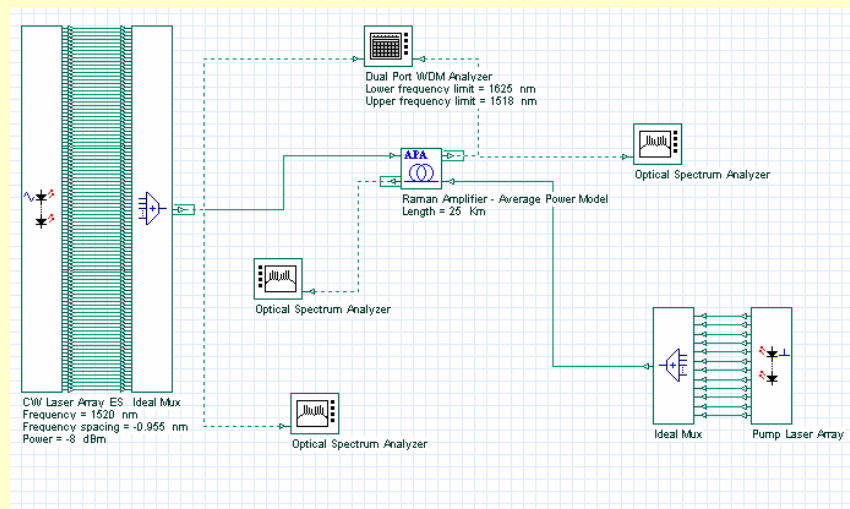 Dual Port WDM Analyzer
Lower frequency limit = 1625 nm
Upper frequency limit = 1518 nm
APA
Optical Spectrum Analyzer
Raman Amplifier - Average Power Model
Length = 25 Km
Optical Spectrum Analyzer
CW Laser Array ES Ideal Mux
Frequency = 1520 nm
Frequency spacing = -0.955 nm
Power = -8 dBm
Optical Spectrum Analyzer
Ideal Mux
Pump Laser Array